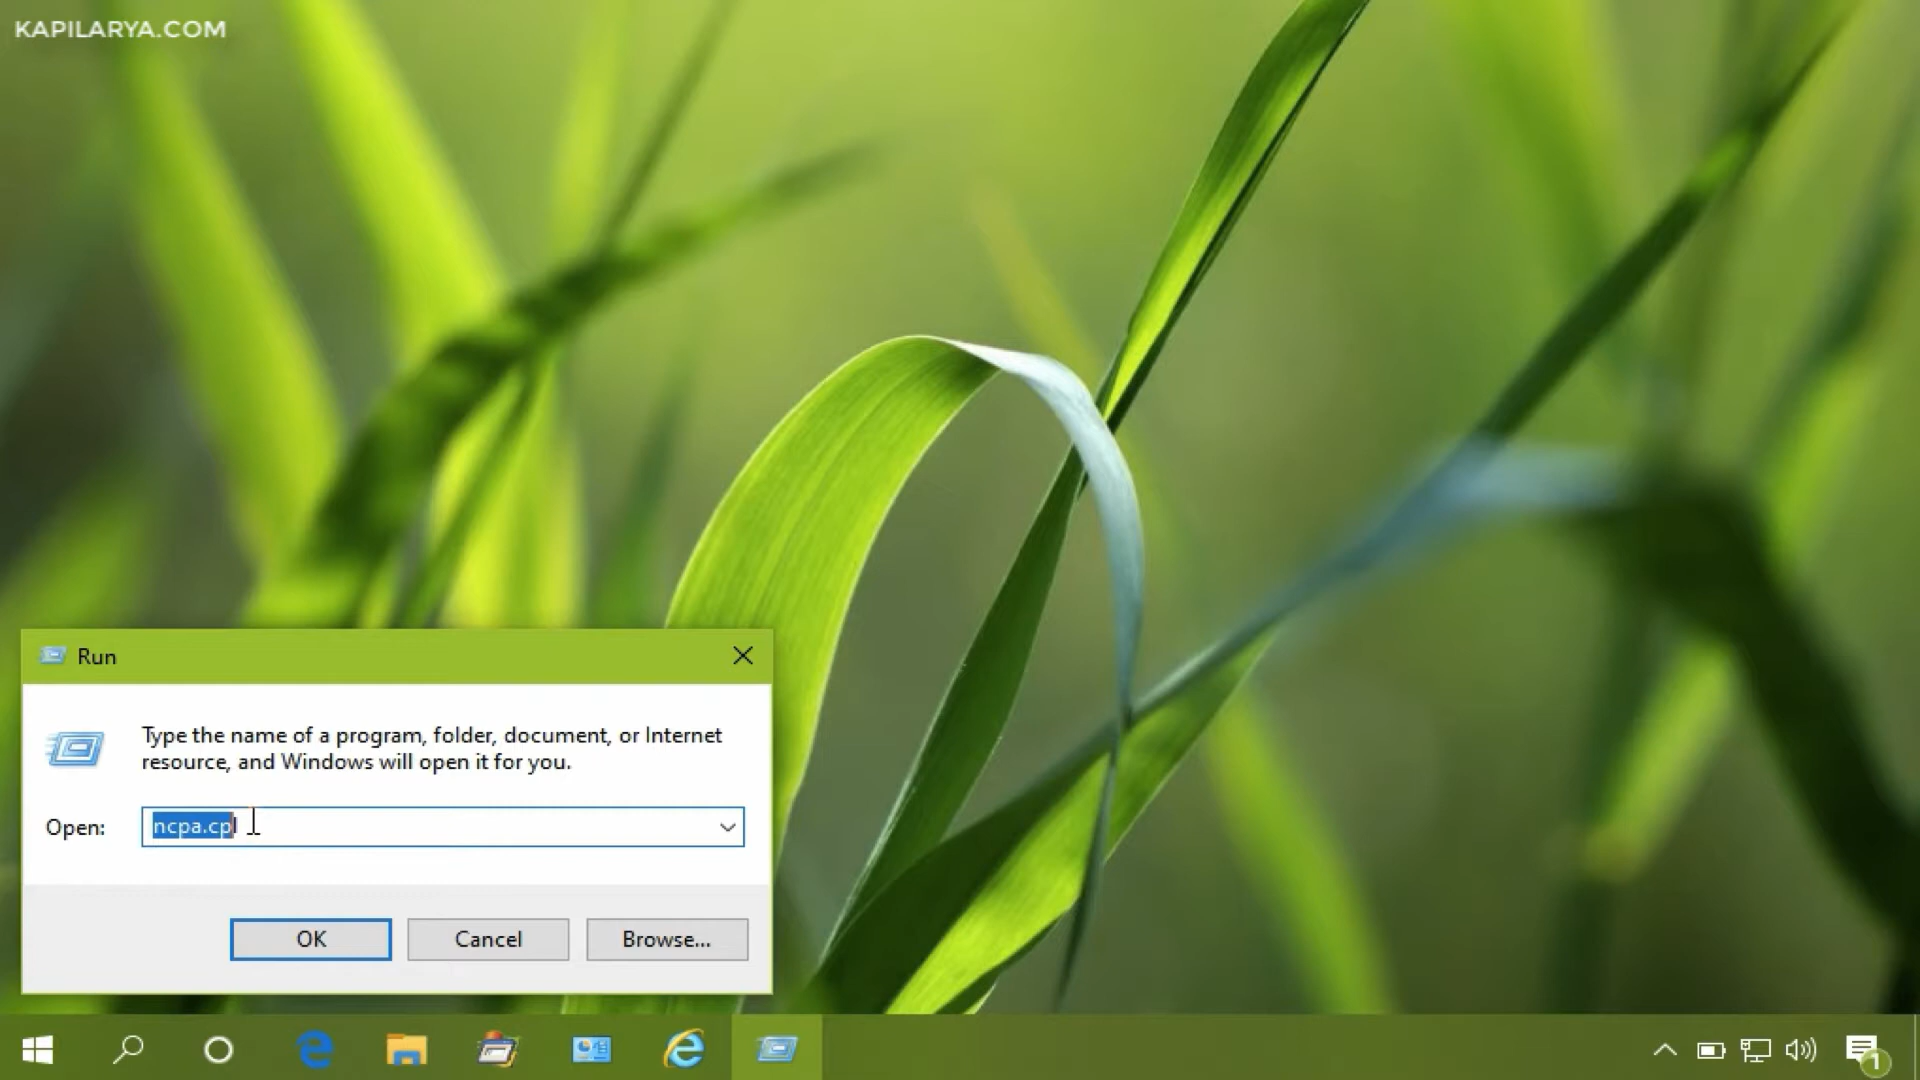 KAPILARYA.COM
Run
Type the name of a program, folder, document, or Internet
resource, and Windows will open it for you.
Open:
ncpa.cpl
OK
Cancel
Browse...
1